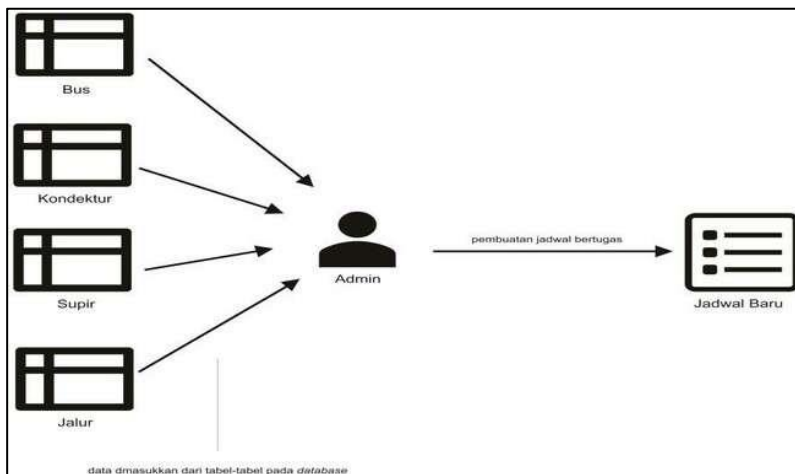 Bus
Kondektur
Supir
Jalur
data dmasukkan dari tabel-tabel pada database
Admin
pembuatan jadwal bertugas
Jadwal Baru